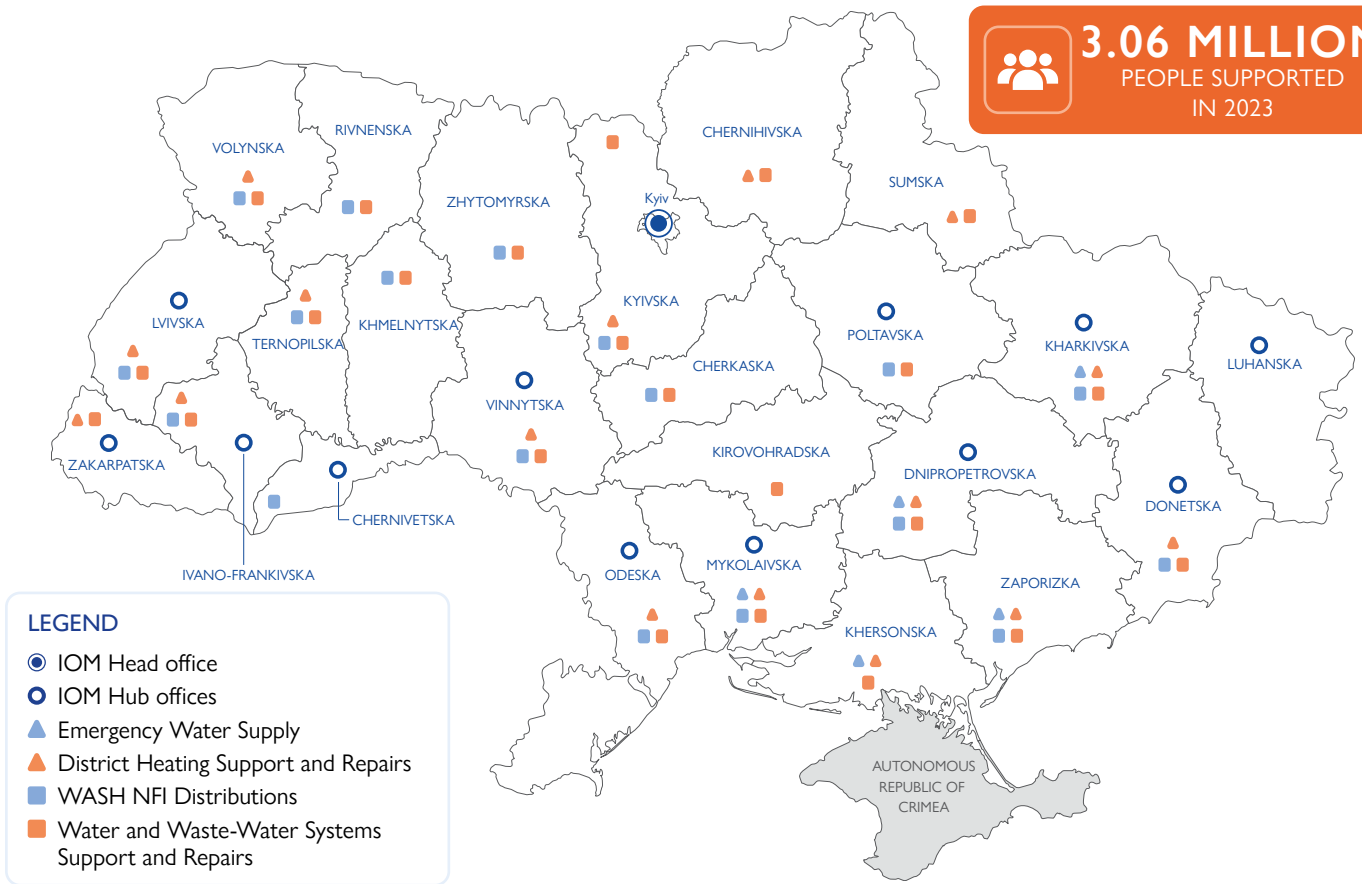 3.06 MILLION
PEOPLE SUPPORTED
IN 2023
RIVNENSKA
VOLYNSKA
CHERNIHIVSKA
SUMSKA
ZHYTOMYRSKA
Kyiv
LVIVSKA
TERNOPILSKA
KHMELNYTSKA
KYIVSKA
POLTAVSKA
KHARKIVSKA
LUHANSKA
CHERKASKA
VINNYTSKA
ZAKARPATSKA
KIROVOHRADSKA
DNIPROPETROVSKA
DONETSKA
CHERNIVETSKA
IVANO-FRANKIVSKA
ODESKA
MYKOLAIVSKA
ZAPORIZKA
KHERSONSKA
AUTONOMOUS
REPUBLIC OF
CRIMEA
LEGEND
IOM Head office
IOM Hub offices
Emergency Water Supply
District Heating Support and Repairs
WASH NFI Distributions
Water and Waste-Water Systems
Support and Repairs